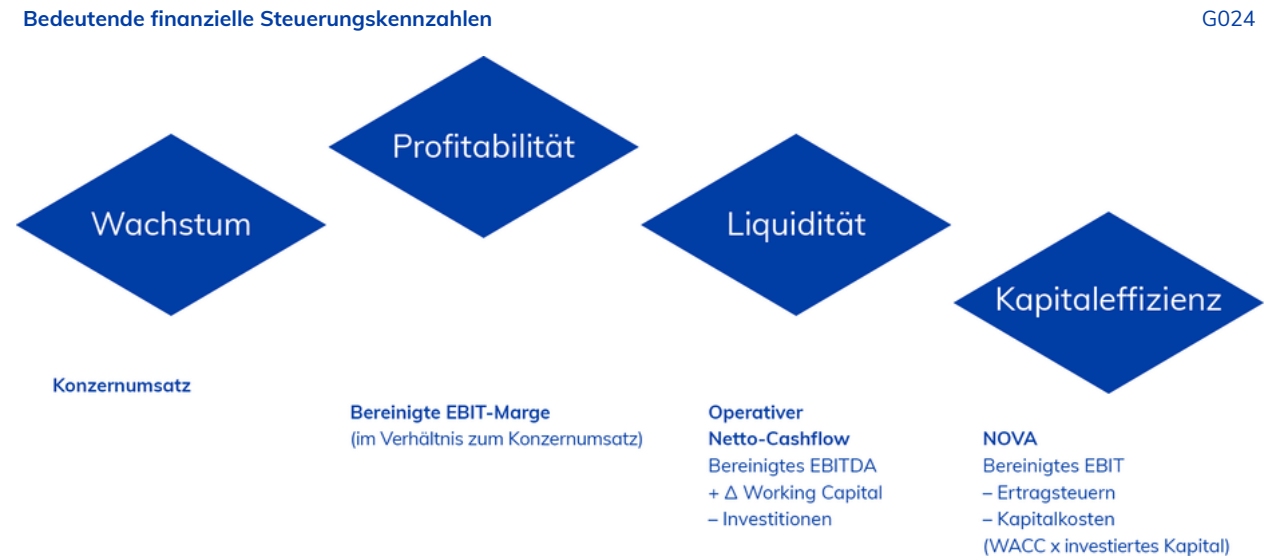 Bedeutende finanzielle Steuerungskennzahlen
G024
Wachstum
Profitabilität
Liquidität
Kapitaleffizienz
Konzernumsatz
Bereinigte EBIT-Marge
(im Verhältnis zum Konzernumsatz)
Operativer
Netto-Cashflow
Bereinigtes EBITDA
+ Δ Working Capital
– Investitionen
NOVA
Bereinigtes EBIT
– Ertragsteuern
– Kapitalkosten
(WACC x investiertes Kapital)